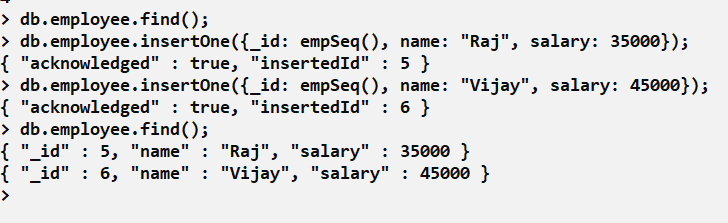 > db.employee.find();
> db.employee.insertOne({_id: empSeq(), name: "Raj", salary: 35000});
{ "acknowledged" : true, "insertedId" : 5 }
> db.employee.insertOne({_id: empSeq(), name: "Vijay", salary: 45000});
{ "acknowledged" : true, "insertedId" : 6 }
> db.employee.find();
{ "_id" : 5, "name" : "Raj", "salary" : 35000 }
{ "_id" : 6, "name" : "Vijay", "salary" : 45000 }
>